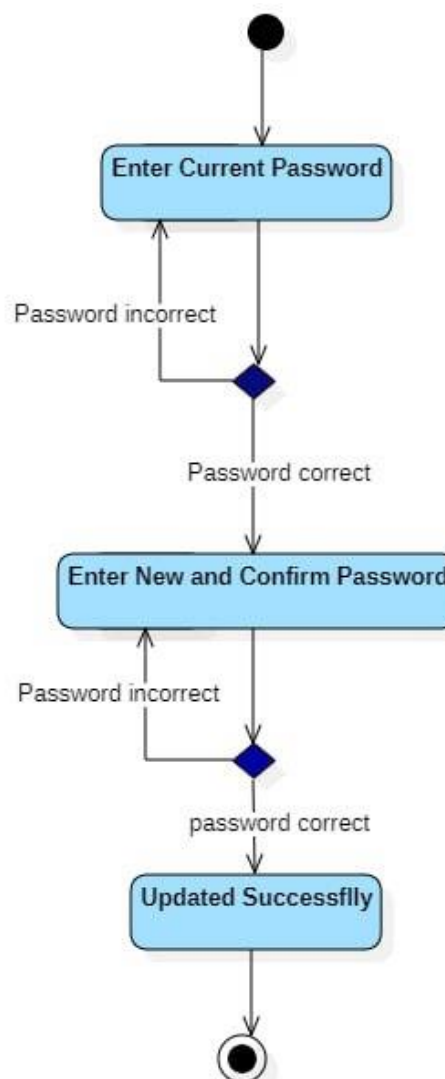 Enter Current Password
Password incorrect
Password correct
Enter New and Confirm Password
Password incorrect
password correct
Updated Successflly